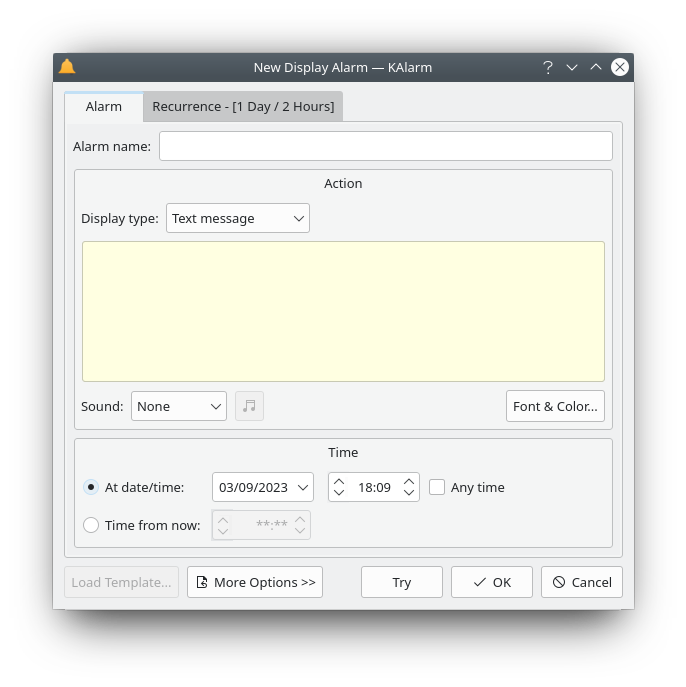 New Display Alarm — KAlarm
Alarm
Recurrence - [1 Day / 2 Hours]
Alarm name:
Action
Display type: Text message
Sound: None
Font & Color...
Time
At date/time: 03/09/2023 18:09 Any time
Time from now: **:**
Load Template... More Options >> Try OK Cancel